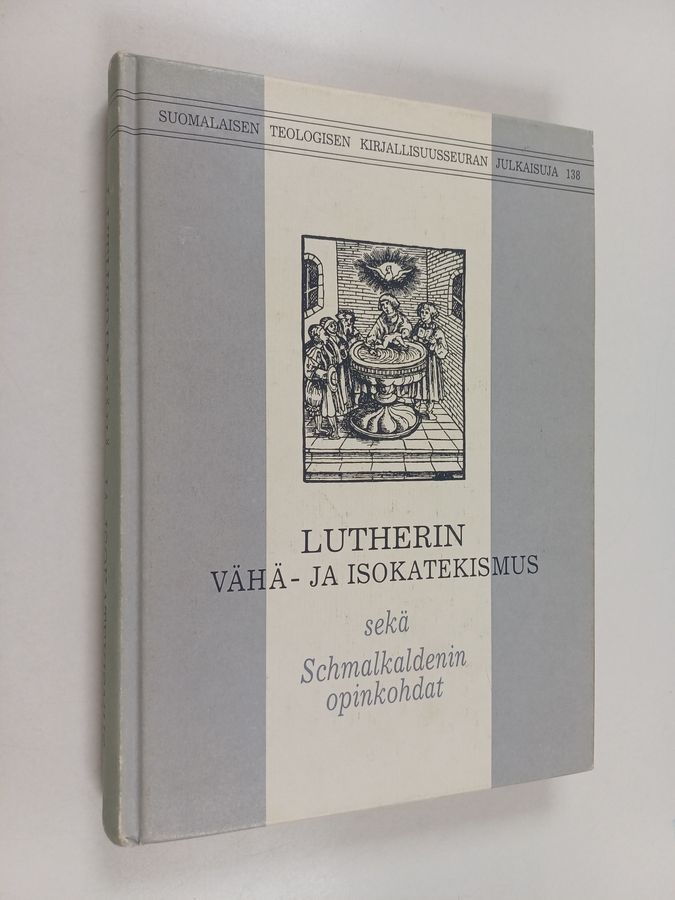 SUOMALAISEN TEOLOGISEN KIRJALLISUUSSEURAN JULKAISUJA 138
LUTHERIN
VÄHÄ- JA ISOKATEKISMUS
sekä
Schmalkaldenin
opinkohdat